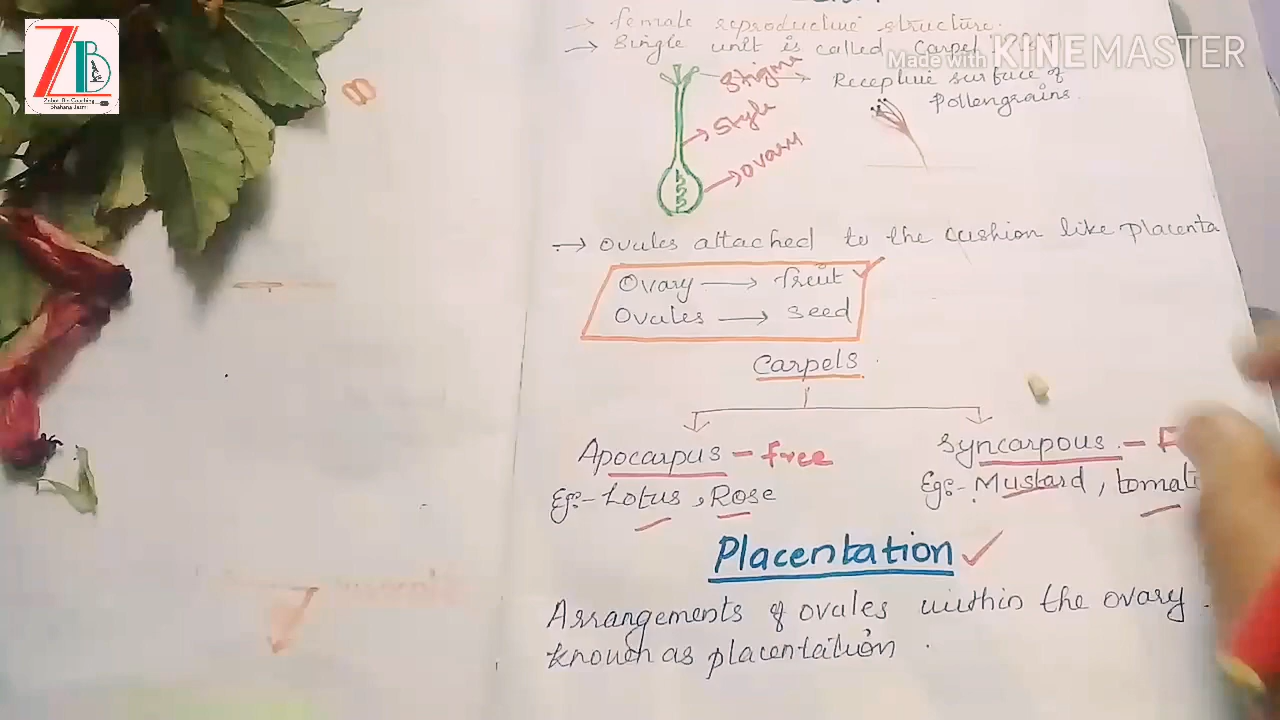 ZB
→ female reproductive structure.
→ Single unit is called Carpel
Made with KINEMASTER
Stigma → Receptive surface of
Pollengrains.
→ Style
→ Ovary
→ Ovules attached to the cushion like placenta
Ovary → fruit ✓
Ovules → seed
Carpels
Apocarpus - free
Eg:- Lotus, Rose
Syncarpous - F
Eg:- Mustard, tomat
Placentation ✓
Arrangements of ovules within the ovary.
known as placentation.